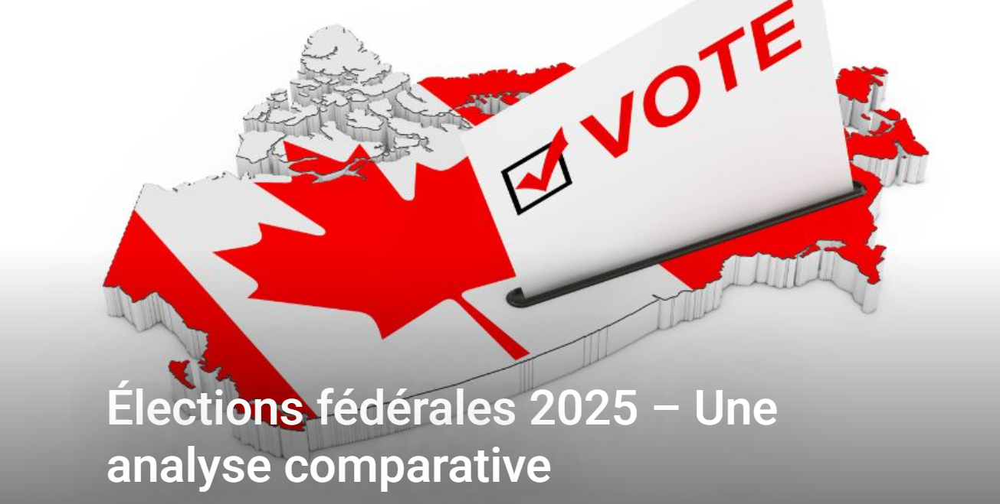 VOTE
Élections fédérales 2025 – Une
analyse comparative